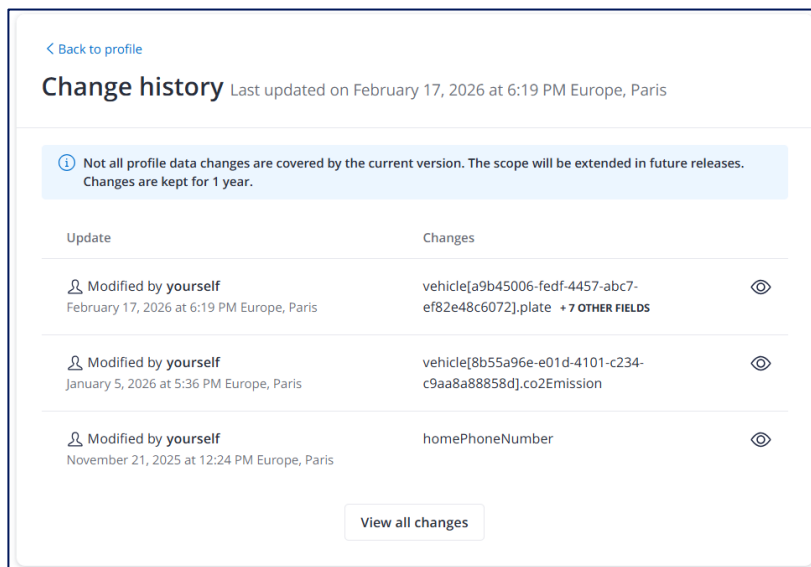 Back to profile
Change history Last updated on February 17, 2026 at 6:19 PM Europe, Paris
Not all profile data changes are covered by the current version. The scope will be extended in future releases.
Changes are kept for 1 year.
Update Changes
Modified by yourself vehicle[a9b45006-fedf-4457-abc7-
February 17, 2026 at 6:19 PM Europe, Paris ef82e48c6072].plate + 7 OTHER FIELDS
Modified by yourself vehicle[8b55a96e-e01d-4101-c234-
January 5, 2026 at 5:36 PM Europe, Paris c9aa8a88858d].co2Emission
Modified by yourself homePhoneNumber
November 21, 2025 at 12:24 PM Europe, Paris
View all changes